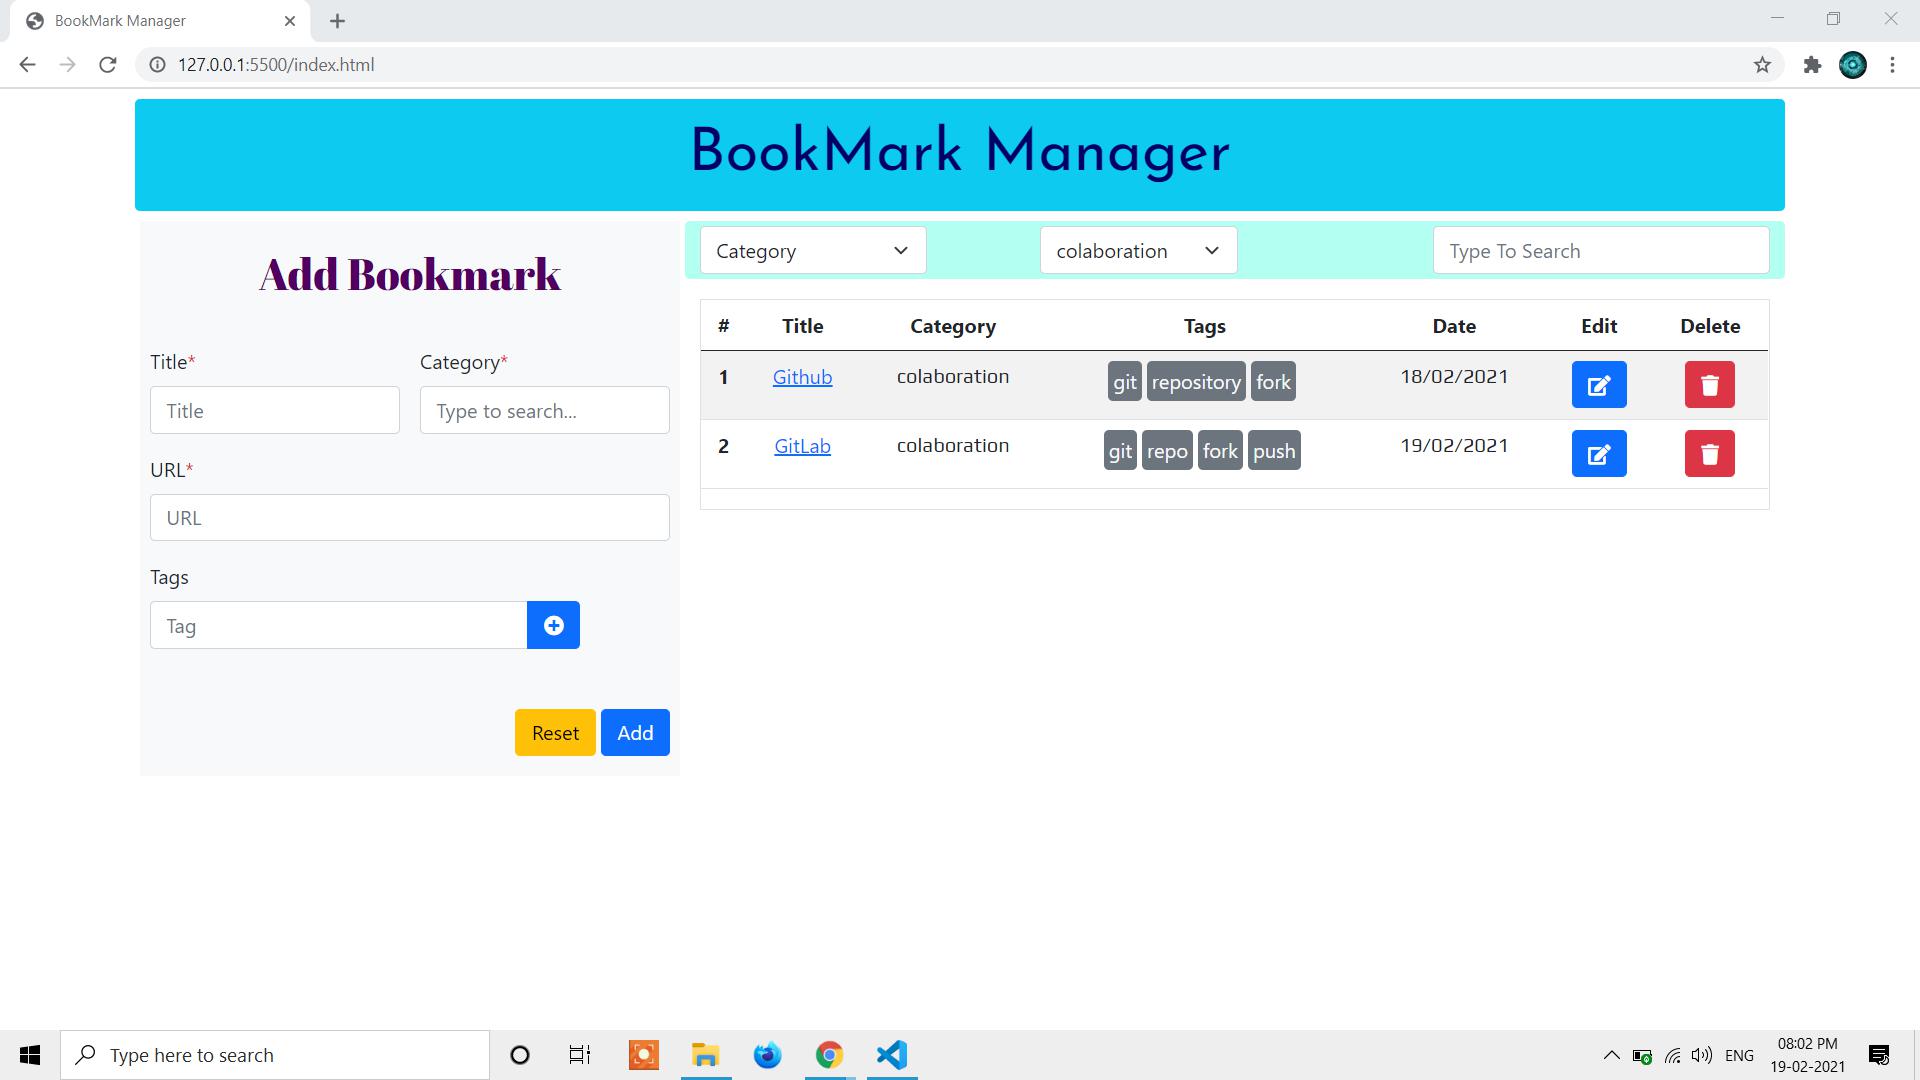 BookMark Manager
127.0.0.1:5500/index.html
BookMark Manager
Add Bookmark
Title* Category*
Title Type to search...
URL*
URL
Tags
Tag
Reset Add
Category colaboration Type To Search
# Title Category Tags Date Edit Delete
1 Github colaboration git repository fork 18/02/2021
2 GitLab colaboration git repo fork push 19/02/2021
Type here to search
ENG
08:02 PM
19-02-2021